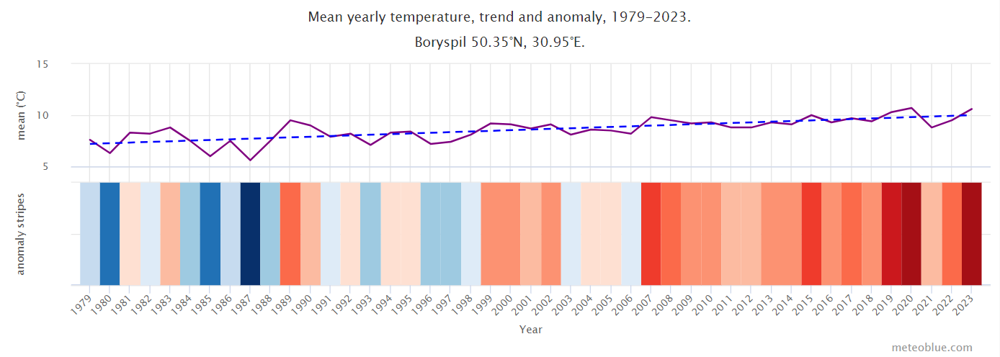 Mean yearly temperature, trend and anomaly, 1979-2023.
Boryspil 50.35°N, 30.95°E.
15
10
5
mean (°C)
anomaly stripes
1979 1980 1981 1982 1983 1984 1985 1986 1987 1988 1989 1990 1991 1992 1993 1994 1995 1996 1997 1998 1999 2000 2001 2002 2003 2004 2005 2006 2007 2008 2009 2010 2011 2012 2013 2014 2015 2016 2017 2018 2019 2020 2021 2022 2023
Year
meteoblue.com